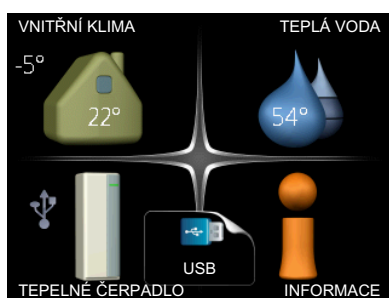 VNITŘNÍ KLIMA
TEPLÁ VODA
-5°
22°
54°
USB
TEPELNÉ ČERPADLO
INFORMACE